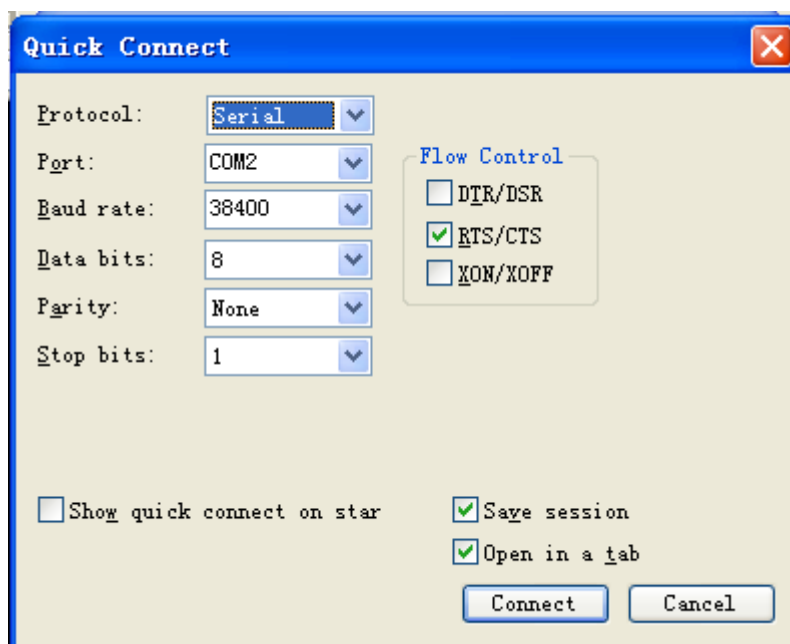 Quick Connect
Protocol: Serial
Port: COM2
Baud rate: 38400
Data bits: 8
Parity: None
Stop bits: 1
Flow Control
DTR/DSR
RTS/CTS
XON/XOFF
Show quick connect on star
Save session
Open in a tab
Connect Cancel